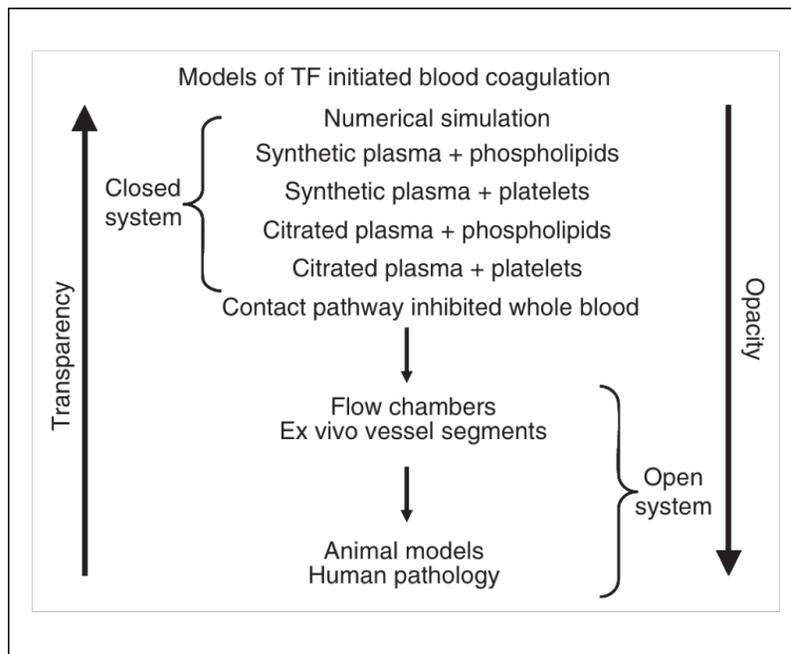 Models of TF initiated blood coagulation
Numerical simulation
Synthetic plasma + phospholipids
Closed
system
Synthetic plasma + platelets
Citrated plasma + phospholipids
Citrated plasma + platelets
Contact pathway inhibited whole blood
Transparency
Opacity
Flow chambers
Ex vivo vessel segments
Open
system
Animal models
Human pathology